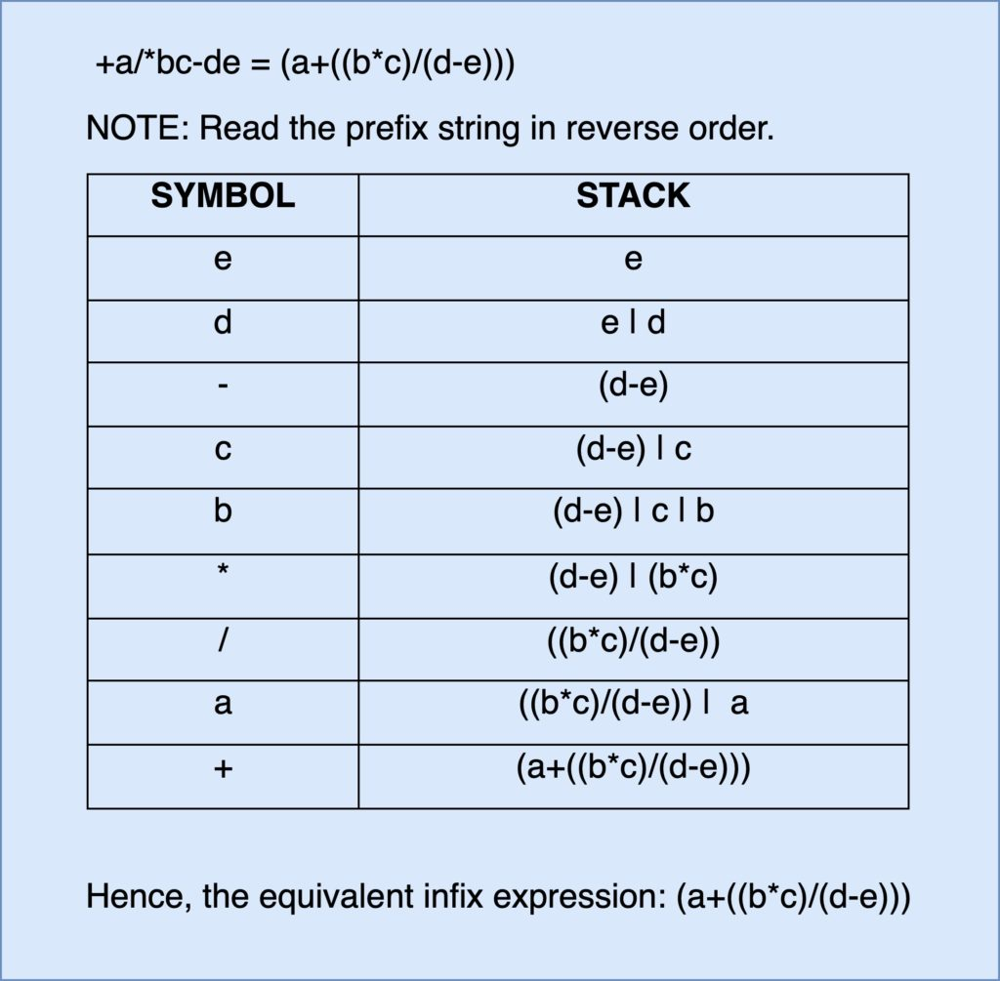 +a/*bc-de = (a+((b*c)/(d-e)))
NOTE: Read the prefix string in reverse order.
SYMBOL STACK
e e
d e | d
- (d-e)
c (d-e) | c
b (d-e) | c | b
* (d-e) | (b*c)
/ ((b*c)/(d-e))
a ((b*c)/(d-e)) | a
+ (a+((b*c)/(d-e)))
Hence, the equivalent infix expression: (a+((b*c)/(d-e)))